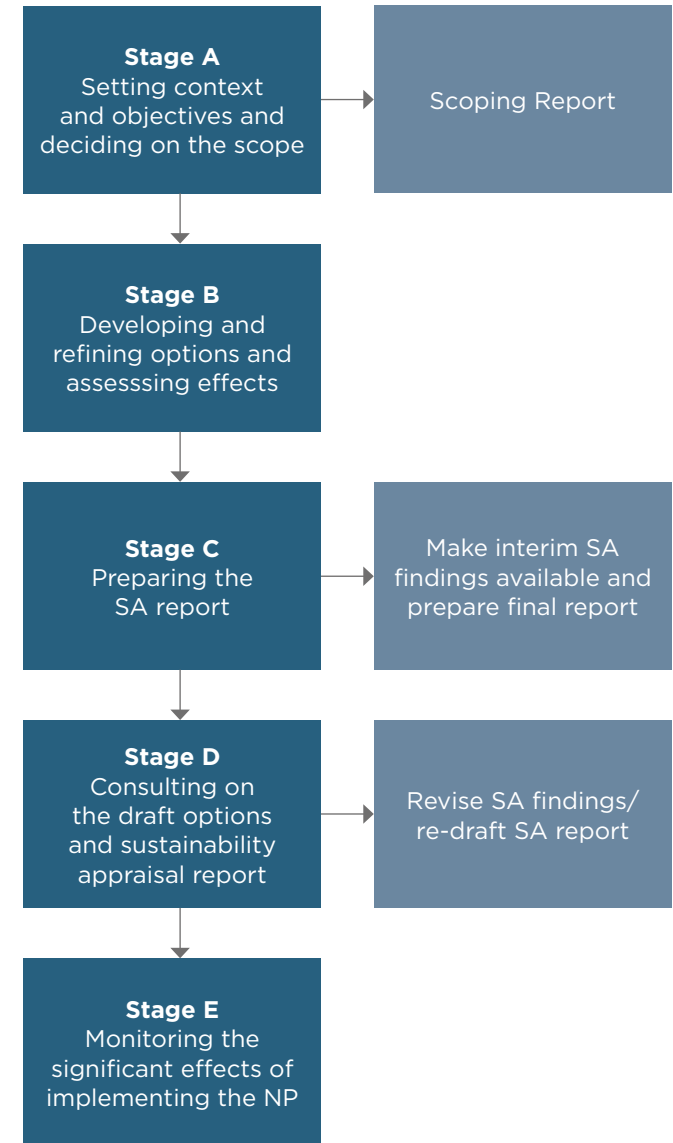 Stage A
Setting context
and objectives and
deciding on the scope
Scoping Report
Stage B
Developing and
refining options and
assesssing effects
Stage C
Preparing the
SA report
Make interim SA
findings available and
prepare final report
Stage D
Consulting on
the draft options
and sustainability
appraisal report
Revise SA findings/
re-draft SA report
Stage E
Monitoring the
significant effects of
implementing the NP